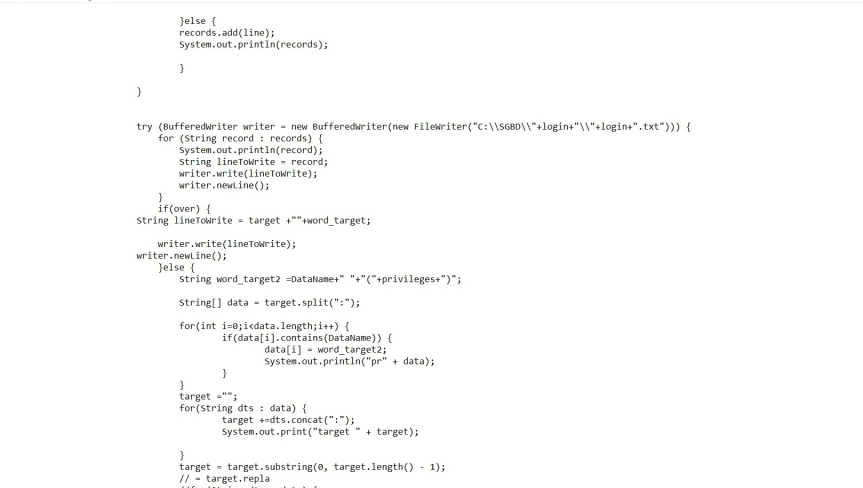 }else {
records.add(line);
System.out.println(records);
}
}
try (BufferedWriter writer = new BufferedWriter(new FileWriter("C:\\SGBD\\"+login+"\\"+login+".txt"))) {
for (String record : records) {
System.out.println(record);
String lineToWrite = record;
writer.write(lineToWrite);
writer.newLine();
}
if(over) {
String lineToWrite = target +""+word_target;
writer.write(lineToWrite);
writer.newLine();
}else {
String word_target2 =DataName+" "+"("+privileges+")";
String[] data = target.split(":");
for(int i=0;i<data.length;i++) {
if(data[i].contains(DataName)) {
data[i] = word_target2;
System.out.println("pr" + data);
}
}
target ="";
for(String dts : data) {
target +=dts.concat(":");
System.out.print("target " + target);
}
target = target.substring(0, target.length() - 1);
// = target.repla